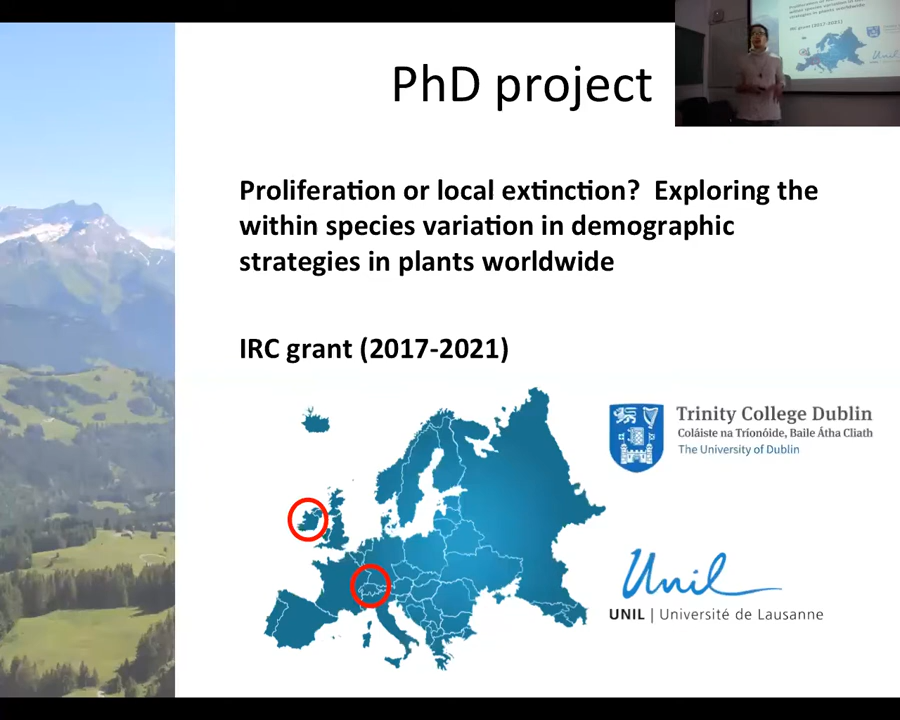 PhD project
Proliferation or local extinction? Exploring the
within species variation in demographic
strategies in plants worldwide
IRC grant (2017-2021)
Trinity College Dublin
Coláiste na Tríonóide, Baile Átha Cliath
The University of Dublin
Unil
UNIL | Université de Lausanne